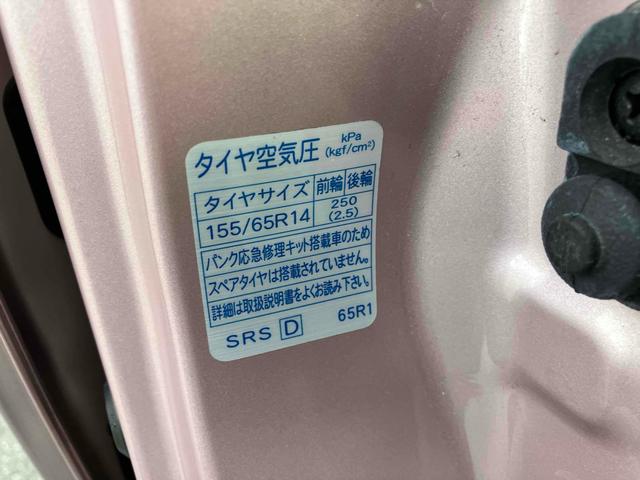 タイヤ空気圧 kPa (kgf/cm²)
タイヤサイズ 前輪 後輪
155/65R14 250 (2.5)
パンク応急修理キット搭載車のため
スペアタイヤは搭載されていません。
詳細は取扱説明書をよくお読み下さい。
SRS D 65R1